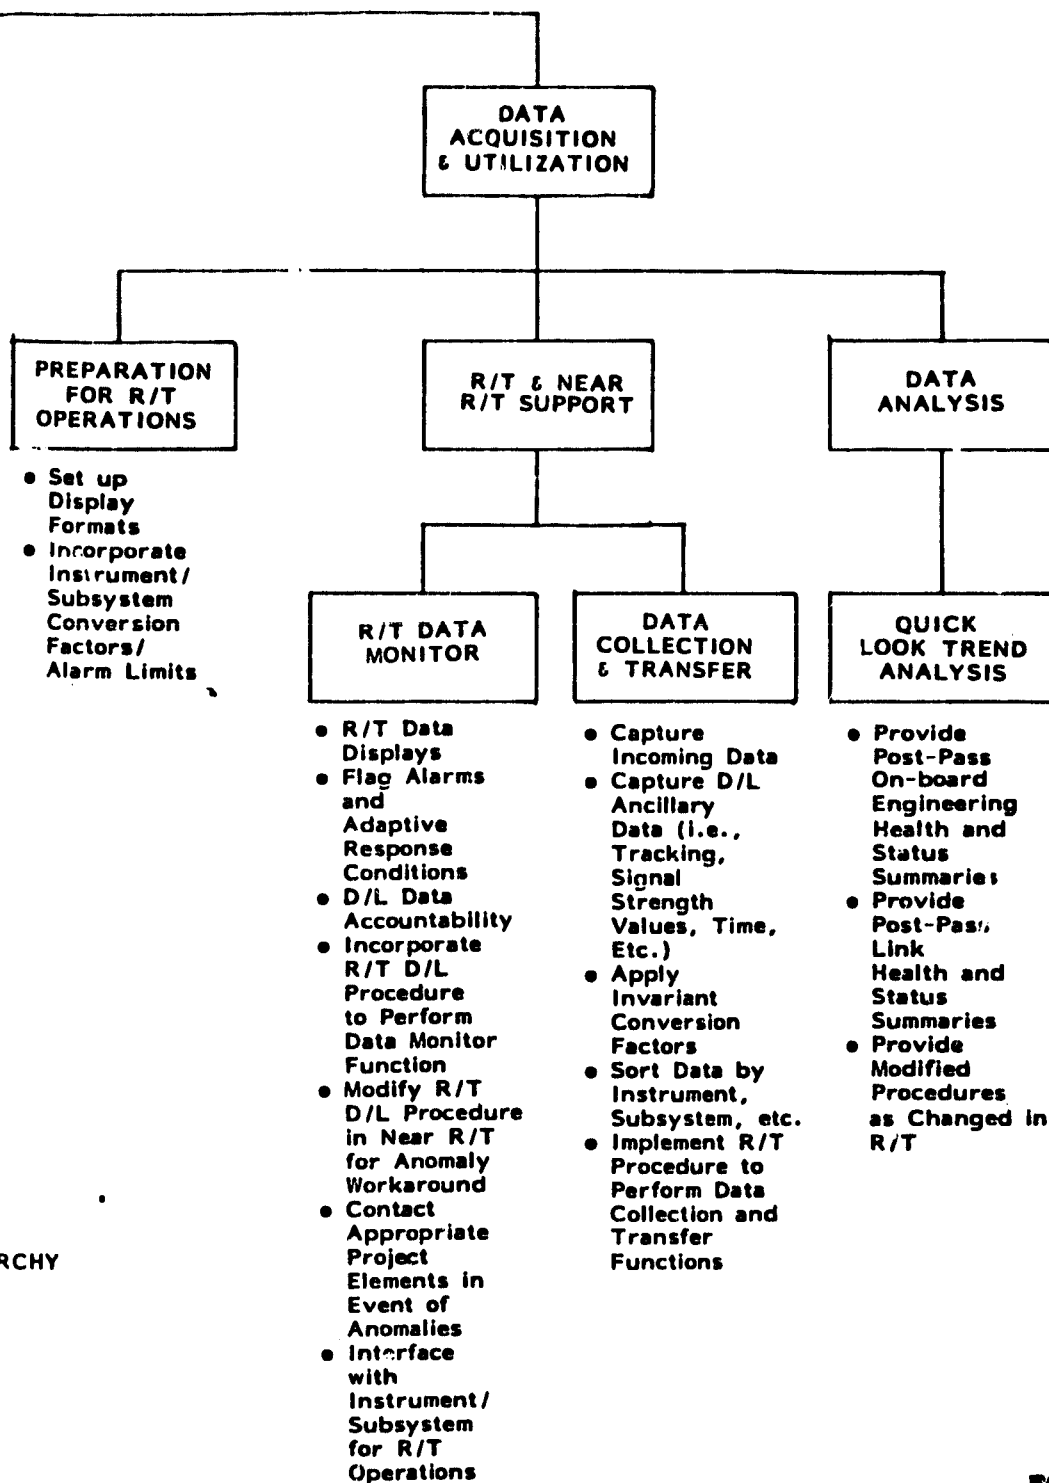 DATA
ACQUISITION
& UTILIZATION
PREPARATION
FOR R/T
OPERATIONS
R/T & NEAR
R/T SUPPORT
DATA
ANALYSIS
● Set up
Display
Formats
● Incorporate
Instrument/
Subsystem
Conversion
Factors/
Alarm Limits
R/T DATA
MONITOR
DATA
COLLECTION
& TRANSFER
QUICK
LOOK TREND
ANALYSIS
● R/T Data
Displays
● Flag Alarms
and
Adaptive
Response
Conditions
● D/L Data
Accountability
● Incorporate
R/T D/L
Procedure
to Perform
Data Monitor
Function
● Modify R/T
D/L Procedure
in Near R/T
for Anomaly
Workaround
● Contact
Appropriate
Project
Elements in
Event of
Anomalies
● Interface
with
Instrument/
Subsystem
for R/T
Operations
● Capture
Incoming Data
● Capture D/L
Ancillary
Data (i.e.,
Tracking,
Signal
Strength
Values, Time,
Etc.)
● Apply
Invariant
Conversion
Factors
● Sort Data by
Instrument,
Subsystem, etc.
● Implement R/T
Procedure to
Perform Data
Collection and
Transfer
Functions
● Provide
Post-Pass
On-board
Engineering
Health and
Status
Summaries
● Provide
Post-Pass
Link
Health and
Status
Summaries
● Provide
Modified
Procedures
as Changed in
R/T
RCHY